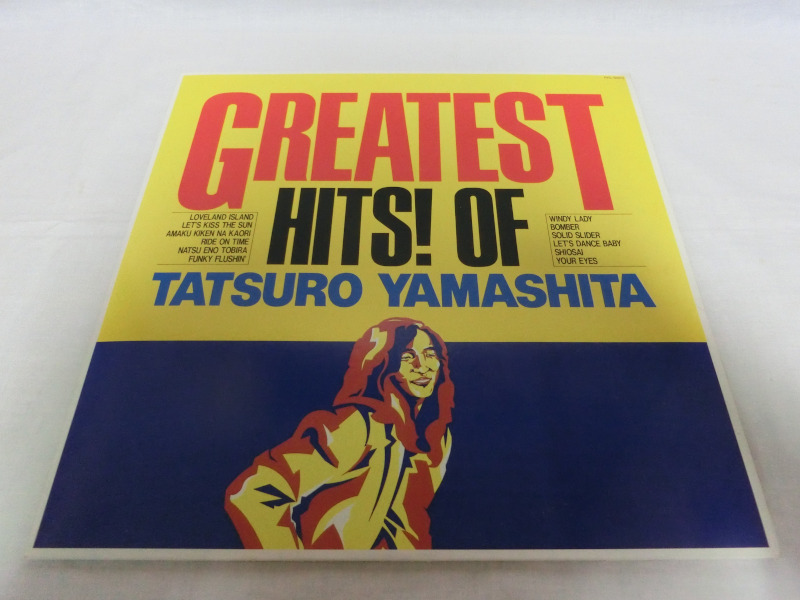 GREATEST
HITS! OF
LOVELAND ISLAND
LET'S KISS THE SUN
AMAKU KIKEN NA KAORI
RIDE ON TIME
NATSU ENO TOBIRA
FUNKY FLUSHIN'
WINDY LADY
BOMBER
SOLID SLIDER
LET'S DANCE BABY
SHIOSAI
YOUR EYES
TATSURO YAMASHITA